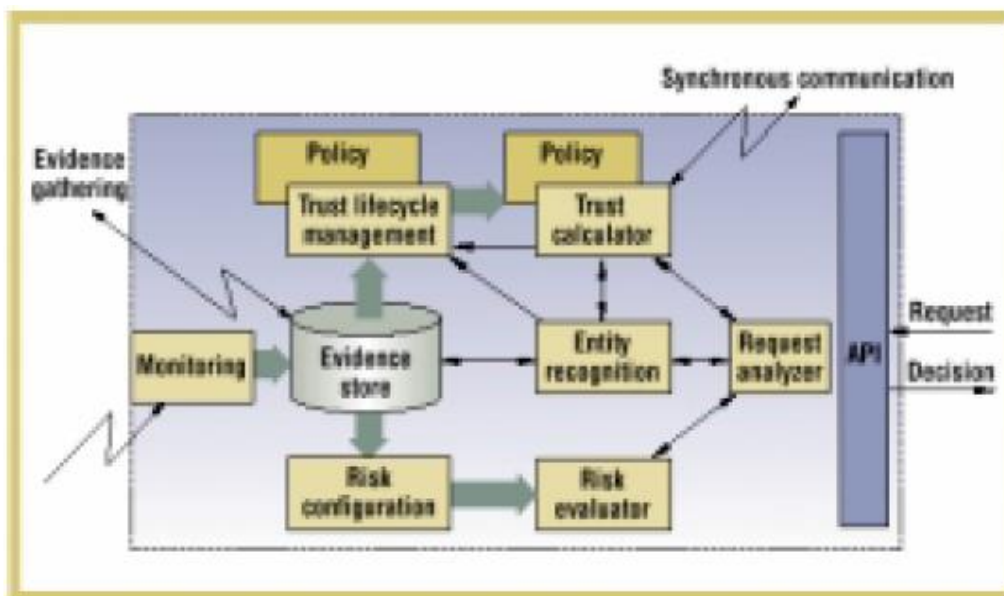 Synchronous communication
Evidence
gathering
Policy
Policy
Trust lifecycle
management
Trust
calculator
Monitoring
Evidence
store
Entity
recognition
Request
analyzer
API
Request
Decision
Risk
configuration
Risk
evaluator